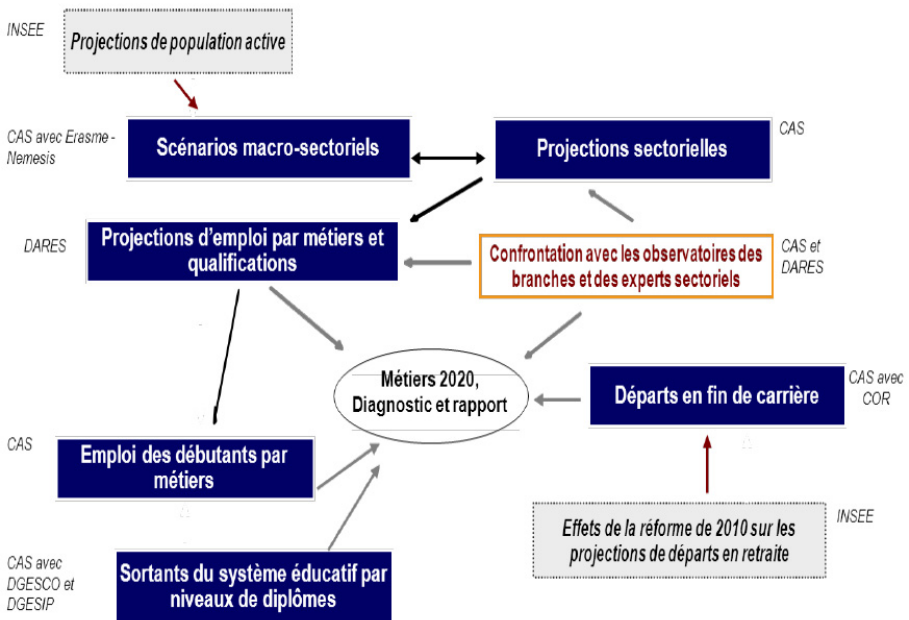 INSEE
Projections de population active
CAS avec Erasme -
Nemesis
Scénarios macro-sectoriels
Projections sectorielles
CAS
DARES
Projections d'emploi par métiers et
qualifications
Confrontation avec les observatoires des
branches et des experts sectoriels
CAS et
DARES
Métiers 2020,
Diagnostic et rapport
Départs en fin de carrière
CAS avec
COR
CAS
Emploi des débutants par
métiers
Effets de la réforme de 2010 sur les
projections de départs en retraite
INSEE
CAS avec
DGESCO et
DGESIP
Sortants du système éducatif par
niveaux de diplômes